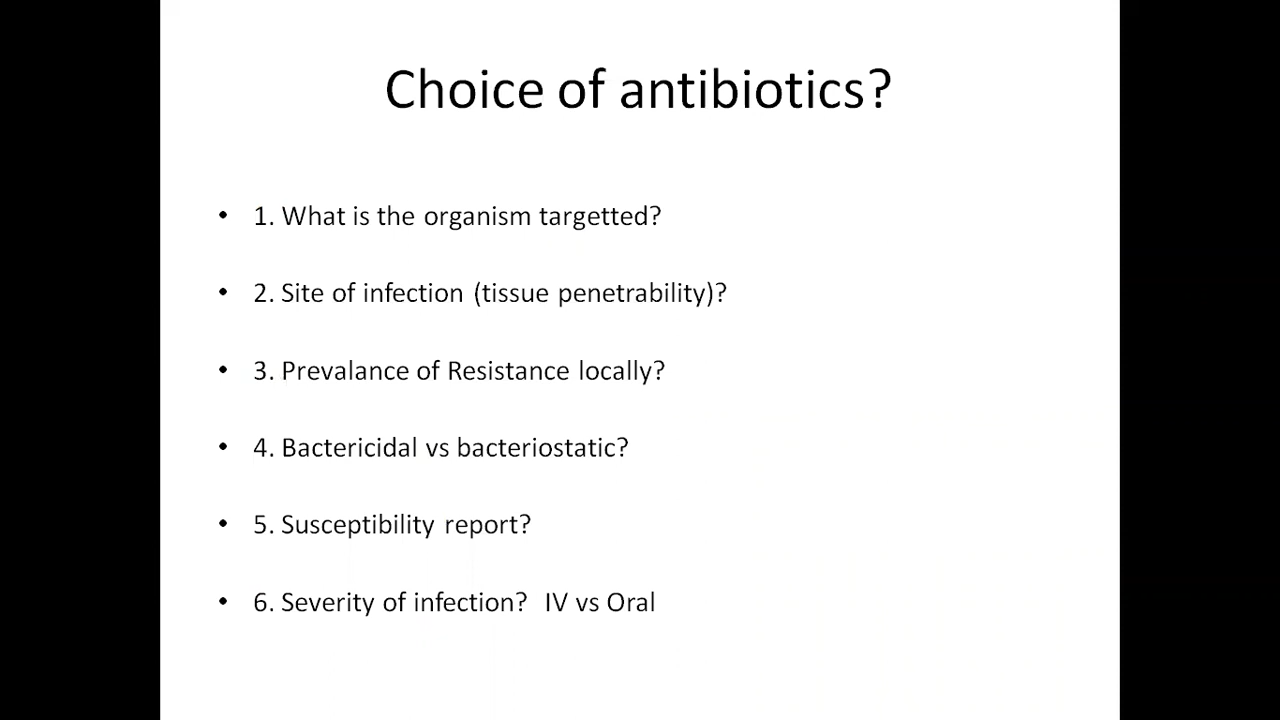 Choice of antibiotics?
• 1. What is the organism targetted?
• 2. Site of infection (tissue penetrability)?
• 3. Prevalance of Resistance locally?
• 4. Bactericidal vs bacteriostatic?
• 5. Susceptibility report?
• 6. Severity of infection?  IV vs Oral